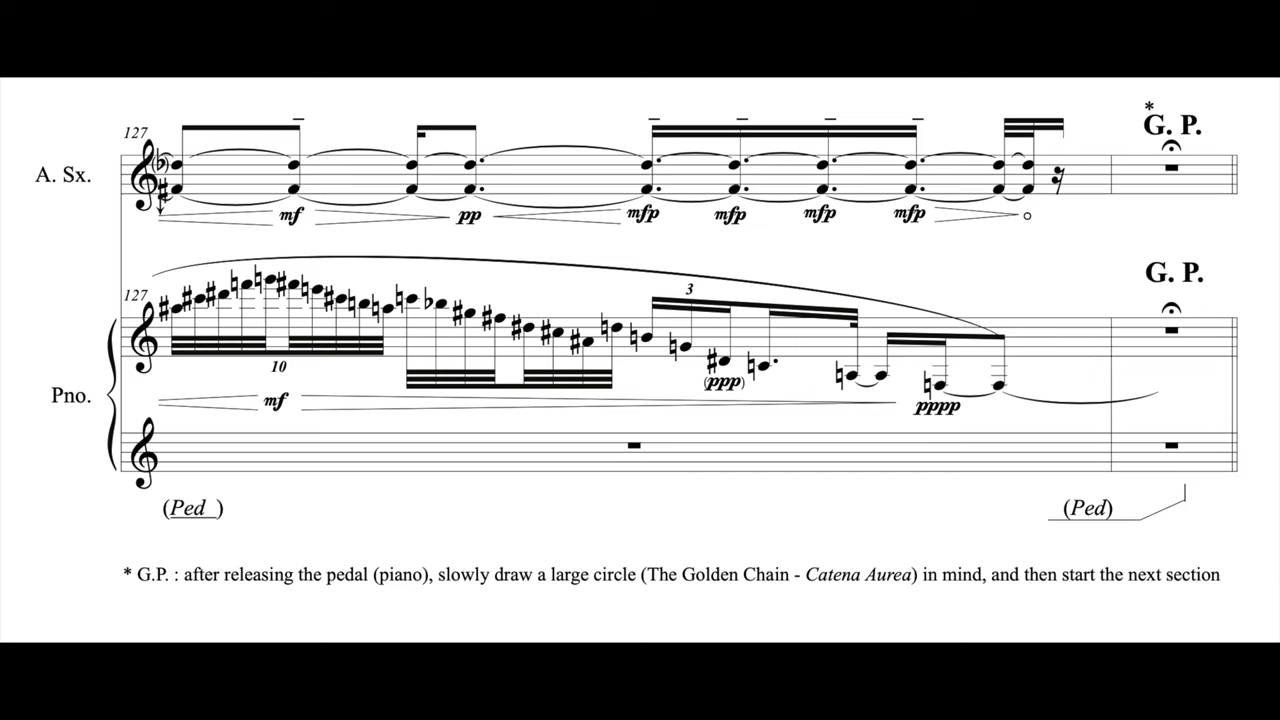 *
127
G. P.
A. Sx.
mf pp mfp mfp mfp mfp
G. P.
127
3
10
(ppp)
Pno.
mf
pppp
(Ped ) (Ped)
* G.P. : after releasing the pedal (piano), slowly draw a large circle (The Golden Chain - Catena Aurea) in mind, and then start the next section